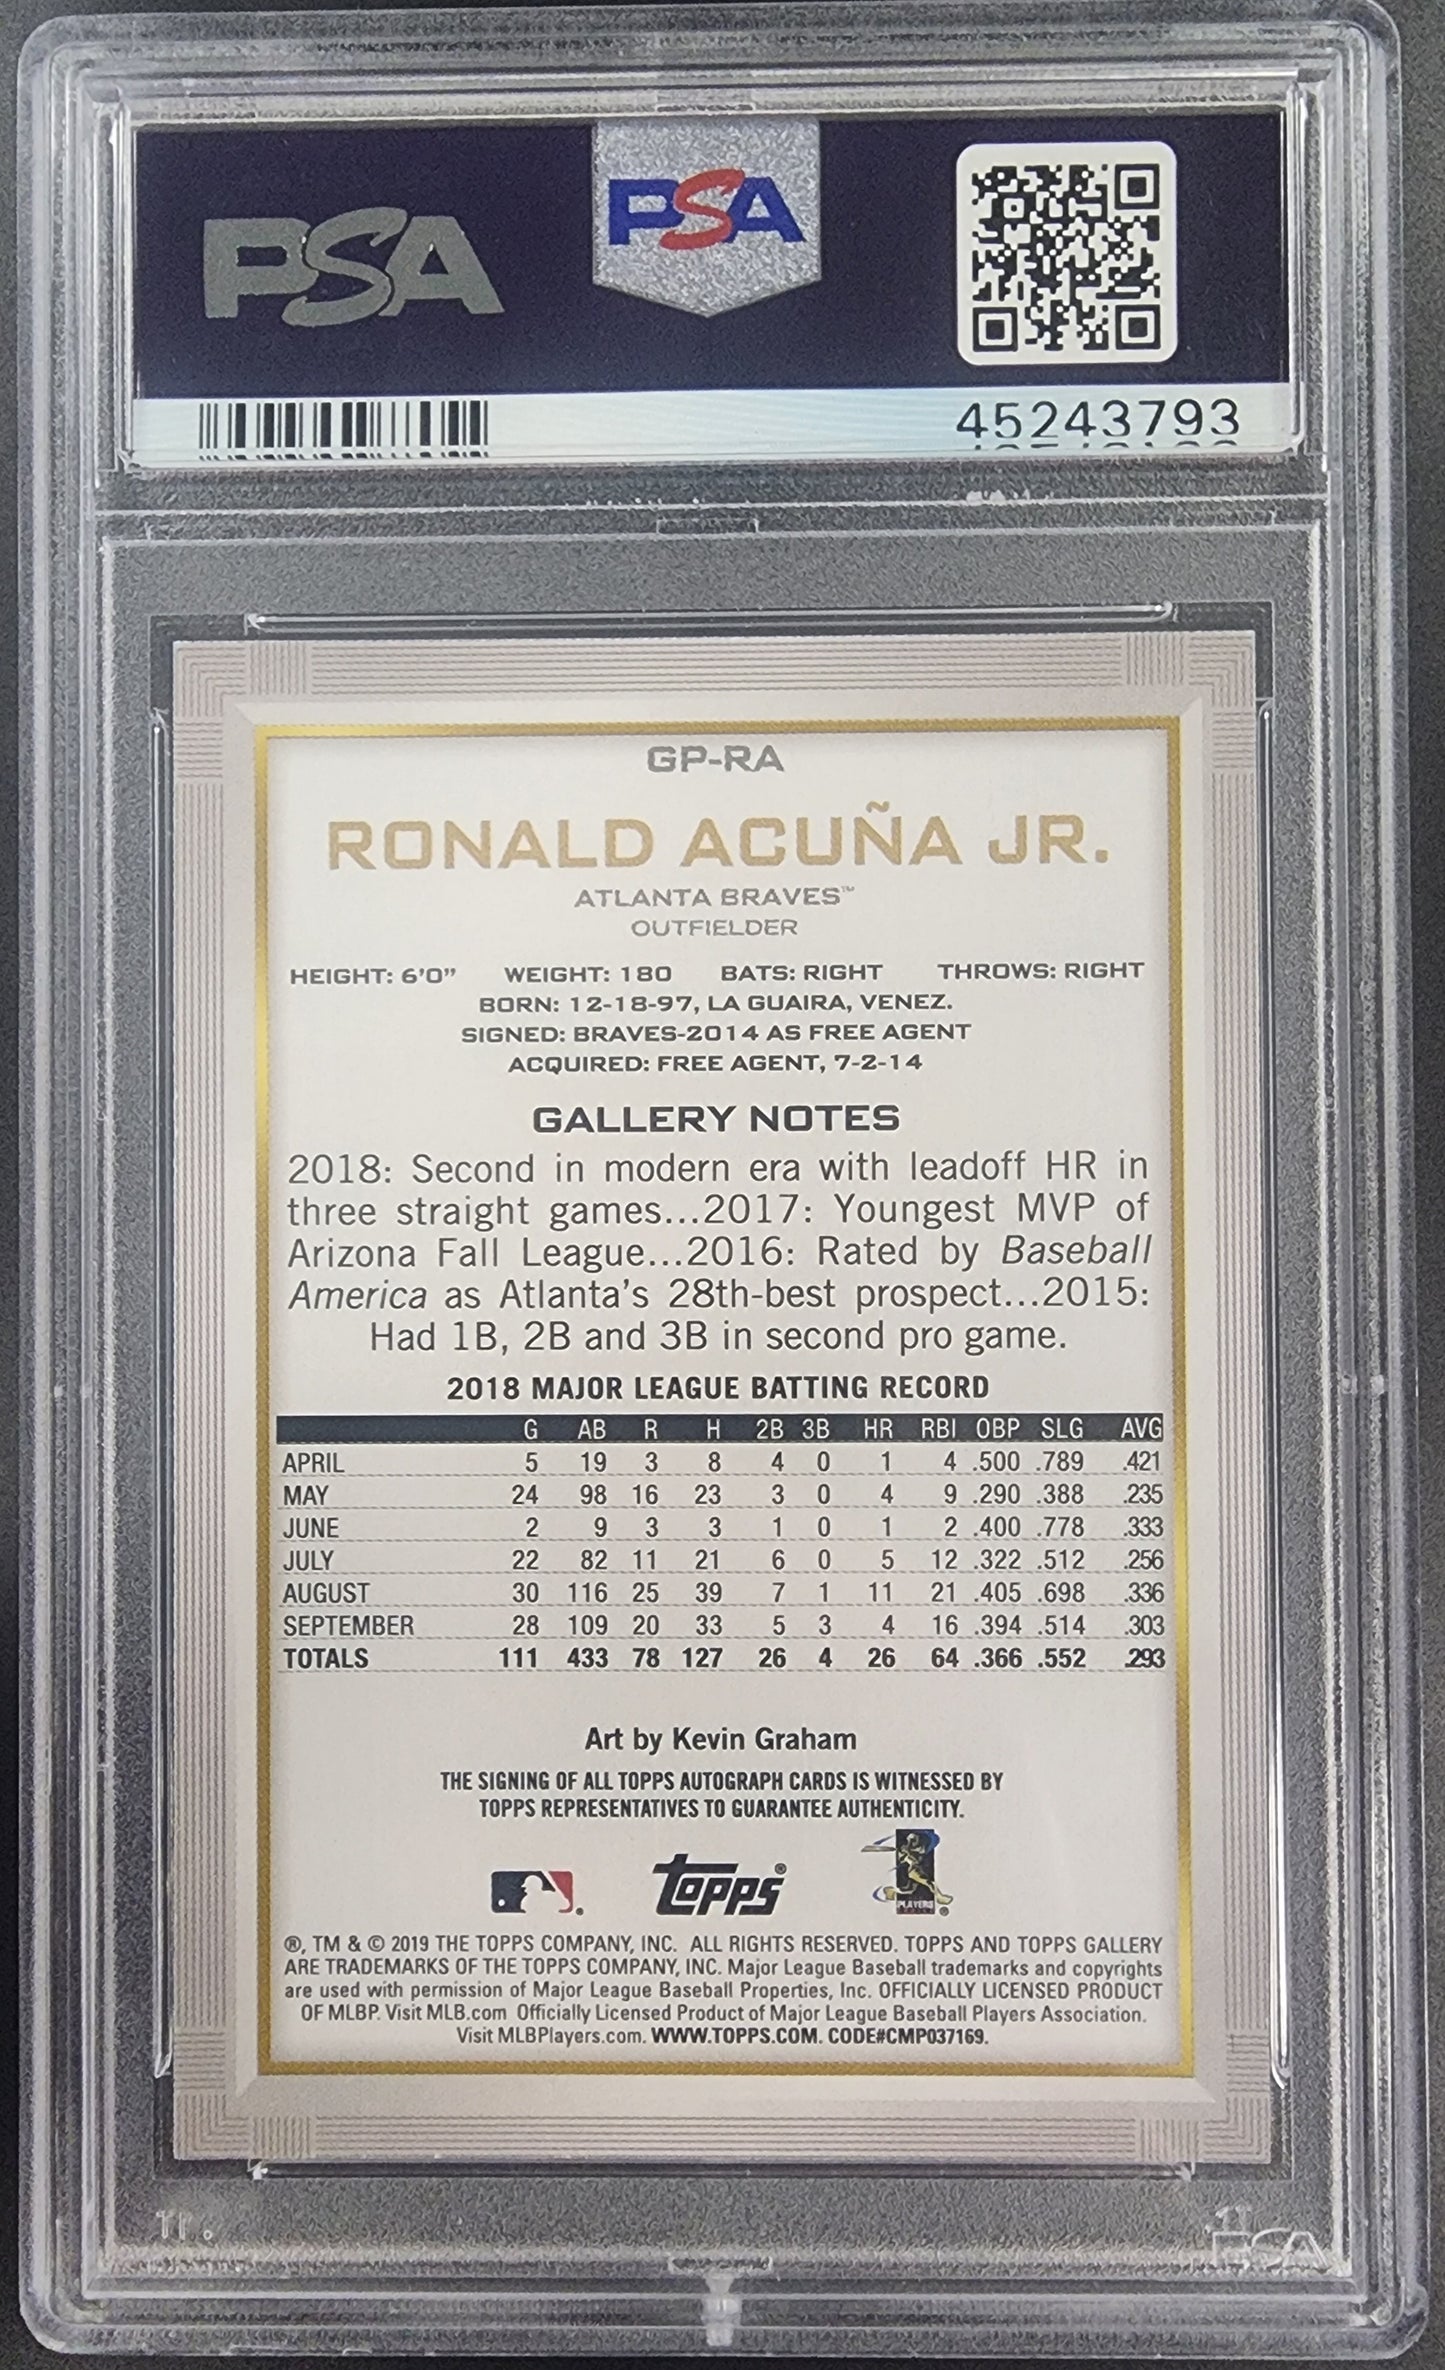 PSA
PSA
45243793
GP-RA
RONALD ACUÑA JR.
ATLANTA BRAVES™
OUTFIELDER
HEIGHT: 6'0" WEIGHT: 180 BATS: RIGHT THROWS: RIGHT
BORN: 12-18-97, LA GUAIRA, VENEZ.
SIGNED: BRAVES-2014 AS FREE AGENT
ACQUIRED: FREE AGENT, 7-2-14
GALLERY NOTES
2018: Second in modern era with leadoff HR in
three straight games...2017: Youngest MVP of
Arizona Fall League...2016: Rated by Baseball
America as Atlanta's 28th-best prospect...2015:
Had 1B, 2B and 3B in second pro game.
2018 MAJOR LEAGUE BATTING RECORD
G AB R H 2B 3B HR RBI OBP SLG AVG
APRIL 5 19 3 8 4 0 1 4 .500 .789 .421
MAY 24 98 16 23 3 0 4 9 .290 .388 .235
JUNE 2 9 3 3 1 0 1 2 .400 .778 .333
JULY 22 82 11 21 6 0 5 12 .322 .512 .256
AUGUST 30 116 25 39 7 1 11 21 .405 .698 .336
SEPTEMBER 28 109 20 33 5 3 4 16 .394 .514 .303
TOTALS 111 433 78 127 26 4 26 64 .366 .552 .293
Art by Kevin Graham
THE SIGNING OF ALL TOPPS AUTOGRAPH CARDS IS WITNESSED BY
TOPPS REPRESENTATIVES TO GUARANTEE AUTHENTICITY.
® Topps® PLAYERS ®
®, TM & © 2019 THE TOPPS COMPANY, INC. ALL RIGHTS RESERVED. TOPPS AND TOPPS GALLERY
ARE TRADEMARKS OF THE TOPPS COMPANY, INC. Major League Baseball trademarks and copyrights
are used with permission of Major League Baseball Properties, Inc. OFFICIALLY LICENSED PRODUCT
OF MLBP. Visit MLB.com Officially Licensed Product of Major League Baseball Players Association.
Visit MLBPlayers.com. WWW.TOPPS.COM. CODE#CMP037169.
PSA